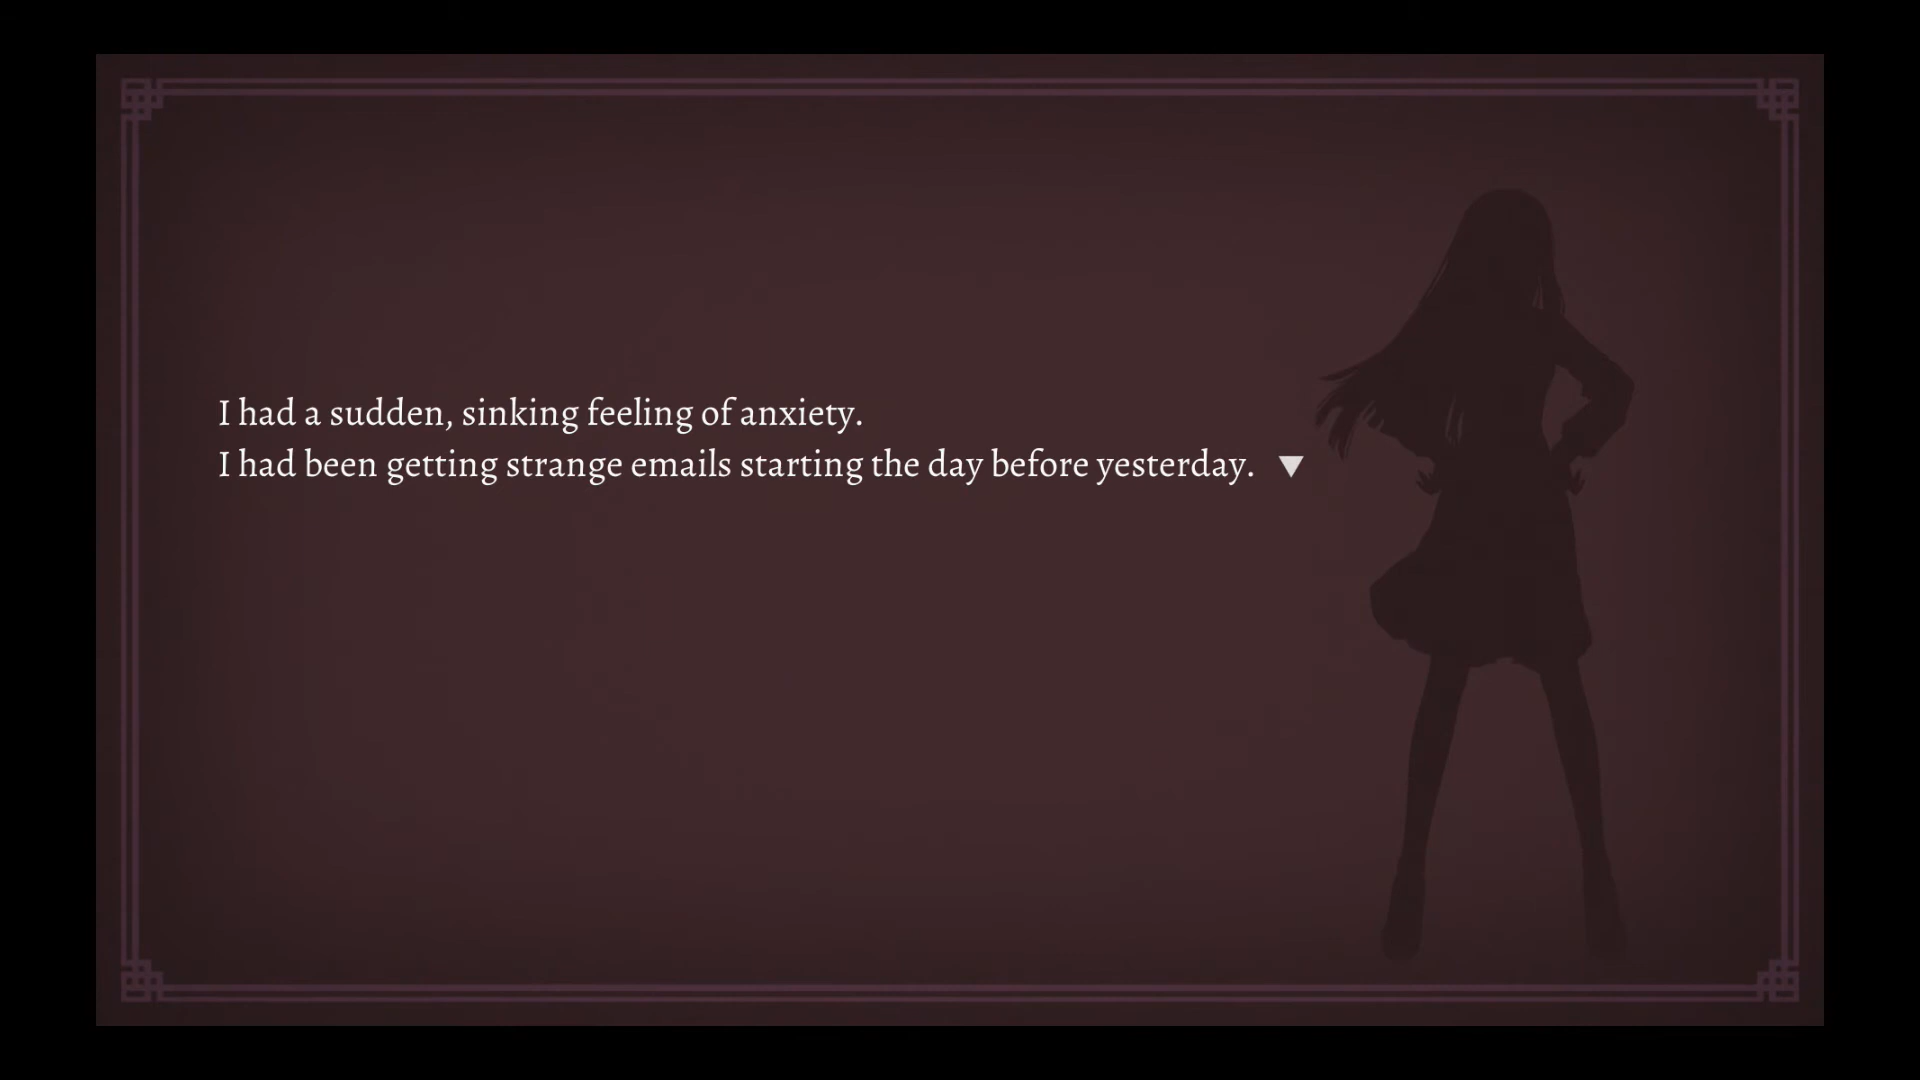 I had a sudden, sinking feeling of anxiety.
I had been getting strange emails starting the day before yesterday.